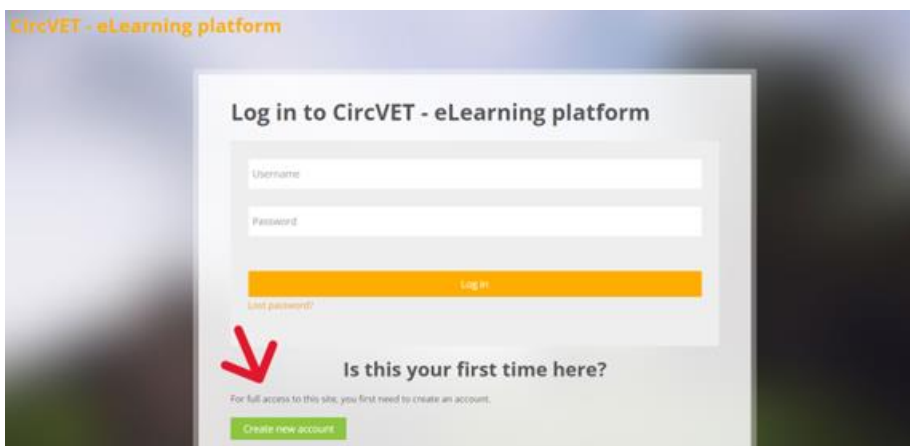 CircVET - eLearning platform
Log in to CircVET - eLearning platform
Username
Password
Log in
Lost password?
Is this your first time here?
For full access to this site, you first need to create an account.
Create new account